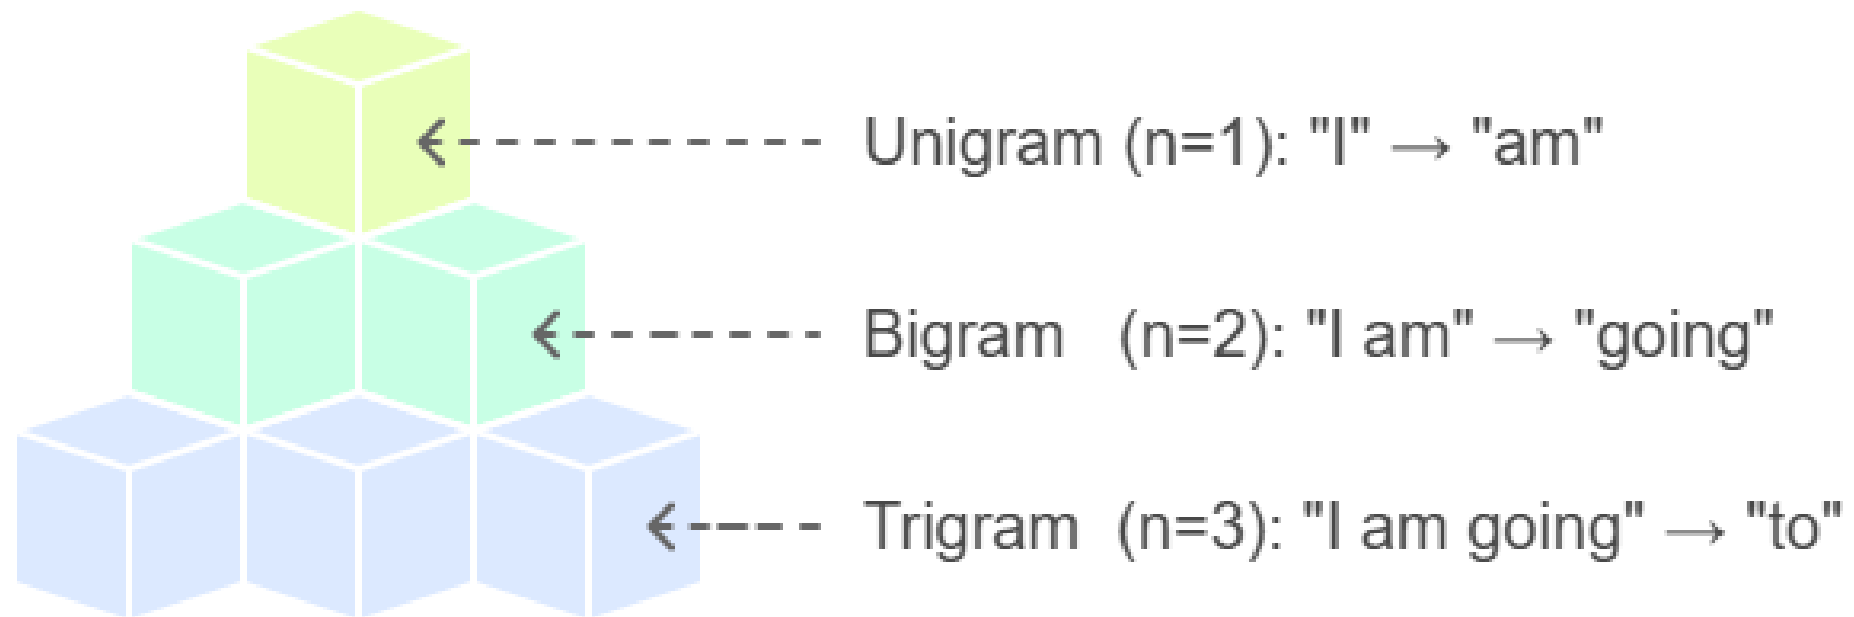 Unigram (n=1): "I" → "am"
Bigram (n=2): "I am" → "going"
Trigram (n=3): "I am going" → "to"